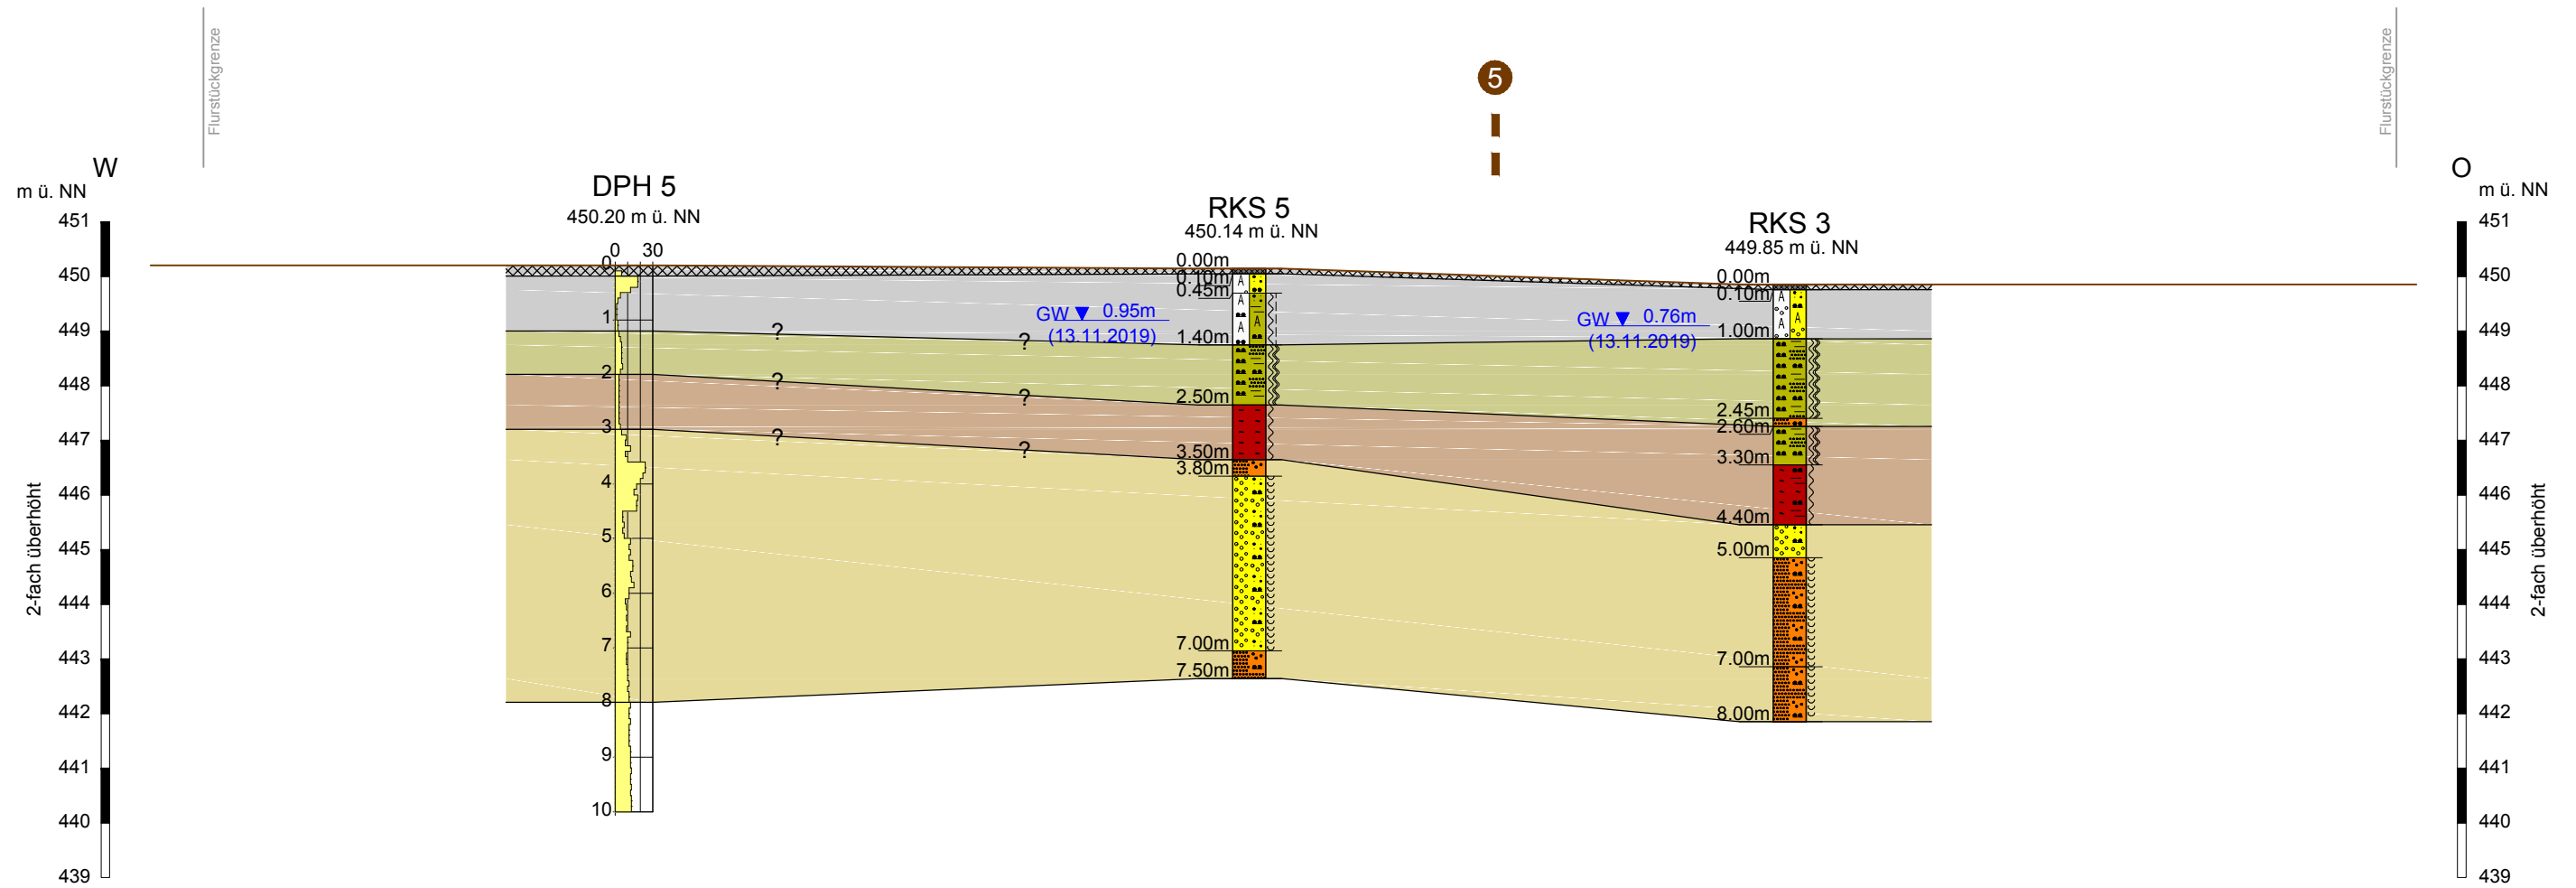 Flurstückgrenze
Flurstückgrenze
5
W
m ü. NN
451
450
449
448
447
446
445
444
443
442
441
440
439
2-fach überhöht
DPH 5
450.20 m ü. NN
0 30
0
1
2
3
4
5
6
7
8
9
10
? ?
? ?
? ?
RKS 5
450.14 m ü. NN
0.00m
0.10m
0.45m
1.40m
2.50m
3.50m
3.80m
7.00m
7.50m
A
A
A
A
GW 0.95m
(13.11.2019)
RKS 3
449.85 m ü. NN
0.00m
0.10m
1.00m
2.45m
2.60m
3.30m
4.40m
5.00m
7.00m
8.00m
A
A
A
GW 0.76m
(13.11.2019)
O
m ü. NN
451
450
449
448
447
446
445
444
443
442
441
440
439
2-fach überhöht